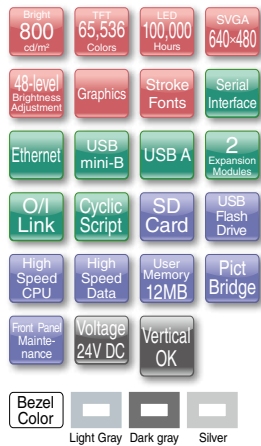 Bright
800
cd/m²
TFT
65,536
Colors
LED
100,000
Hours
SVGA
640×480
48-level
Brightness
Adjustment
Graphics
Stroke
Fonts
Serial
Interface
Ethernet
USB
mini-B
USB A
2
Expansion
Modules
O/I
Link
Cyclic
Script
SD
Card
USB
Flash
Drive
High
Speed
CPU
High
Speed
Data
User
Memory
12MB
Pict
Bridge
Front Panel
Mainte-
nance
Voltage
24V DC
Vertical
OK
Bezel
Color
Light Gray
Dark gray
Silver